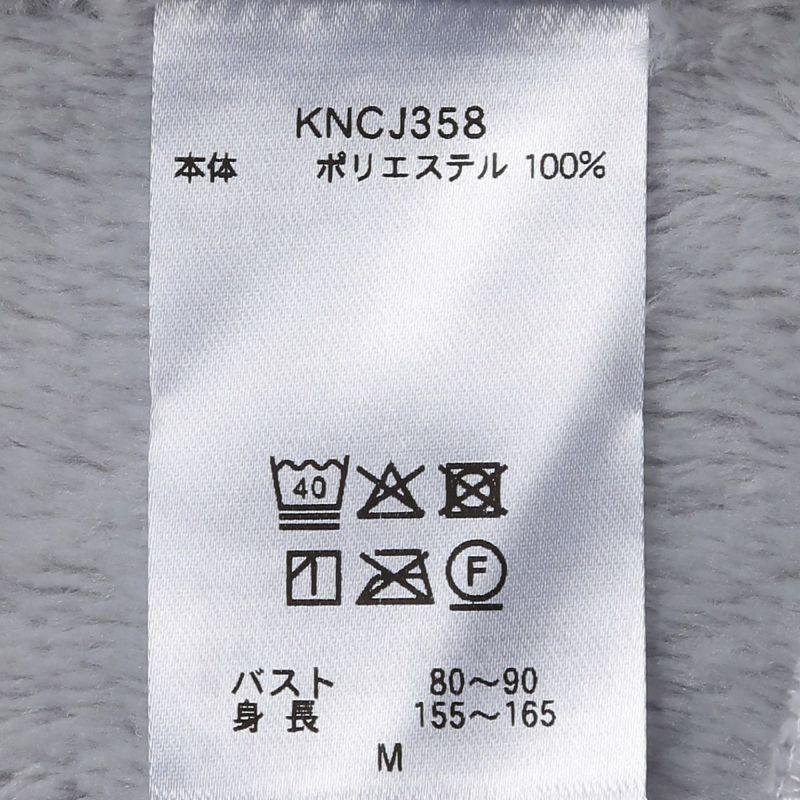 KNCJ358
本体 ポリエステル 100%
40
F
バスト 80～90
身長 155～165
M